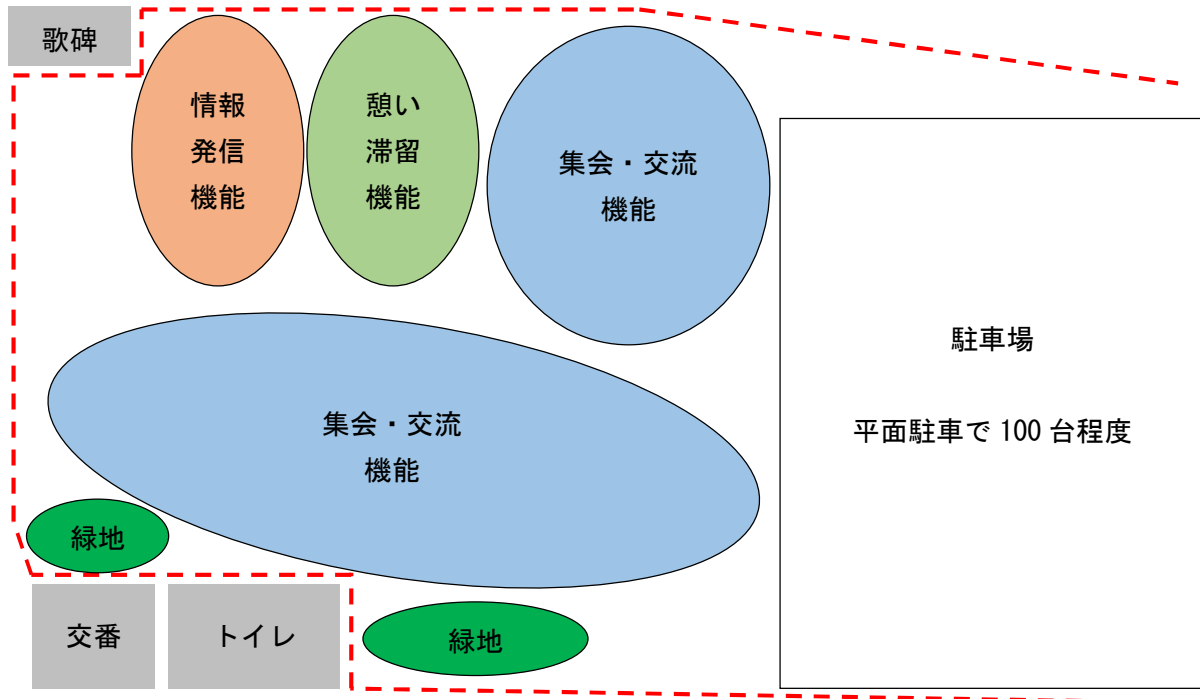 歌碑
情報
発信
機能
憩い
滞留
機能
集会・交流
機能
駐車場
平面駐車で 100 台程度
集会・交流
機能
緑地
交番
トイレ
緑地